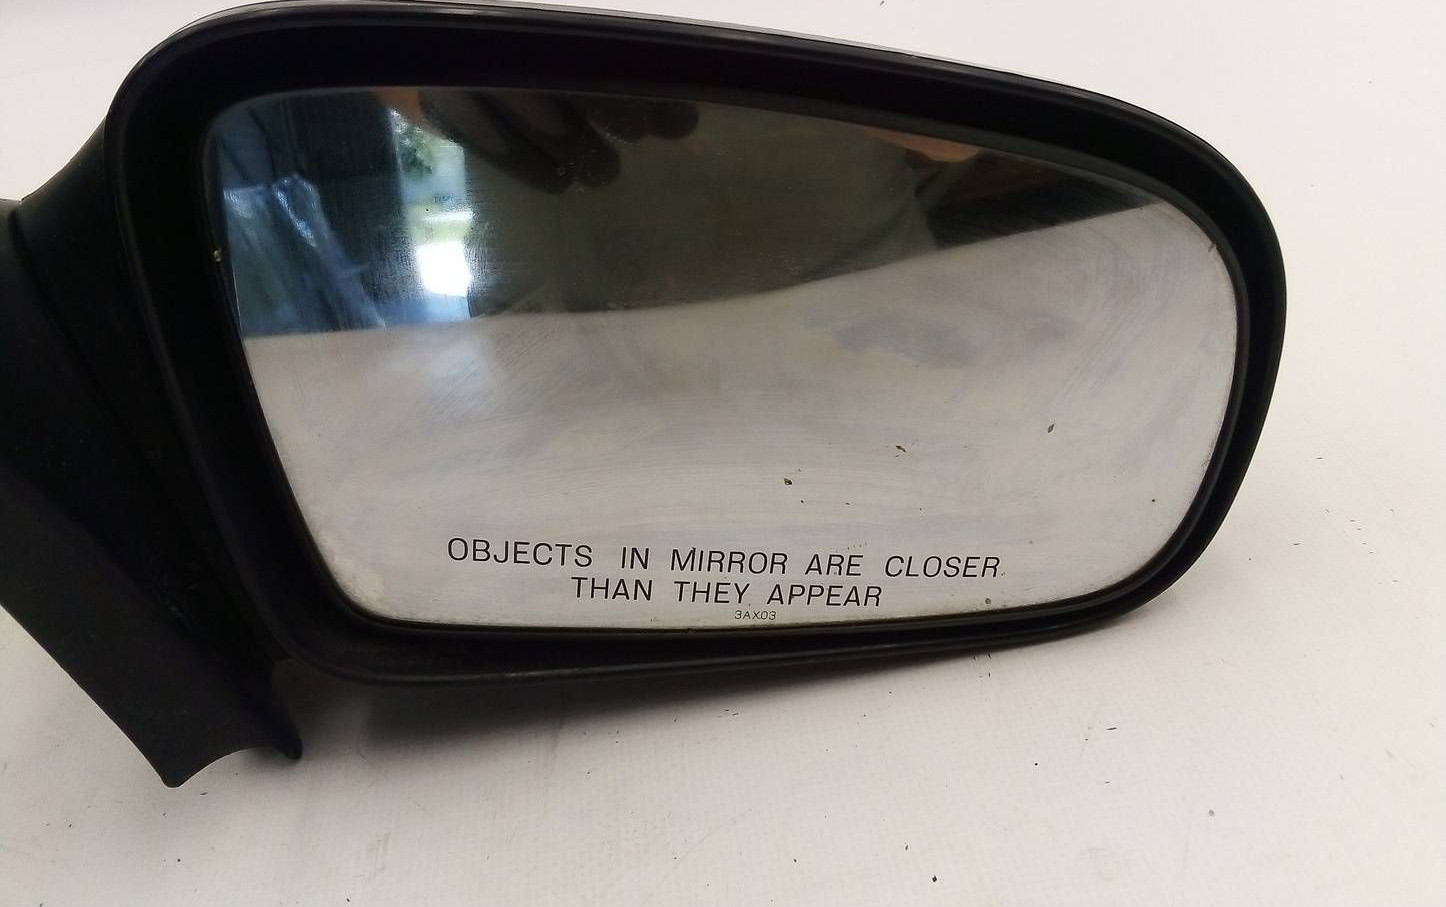 OBJECTS IN MIRROR ARE CLOSER
THAN THEY APPEAR
3AX03